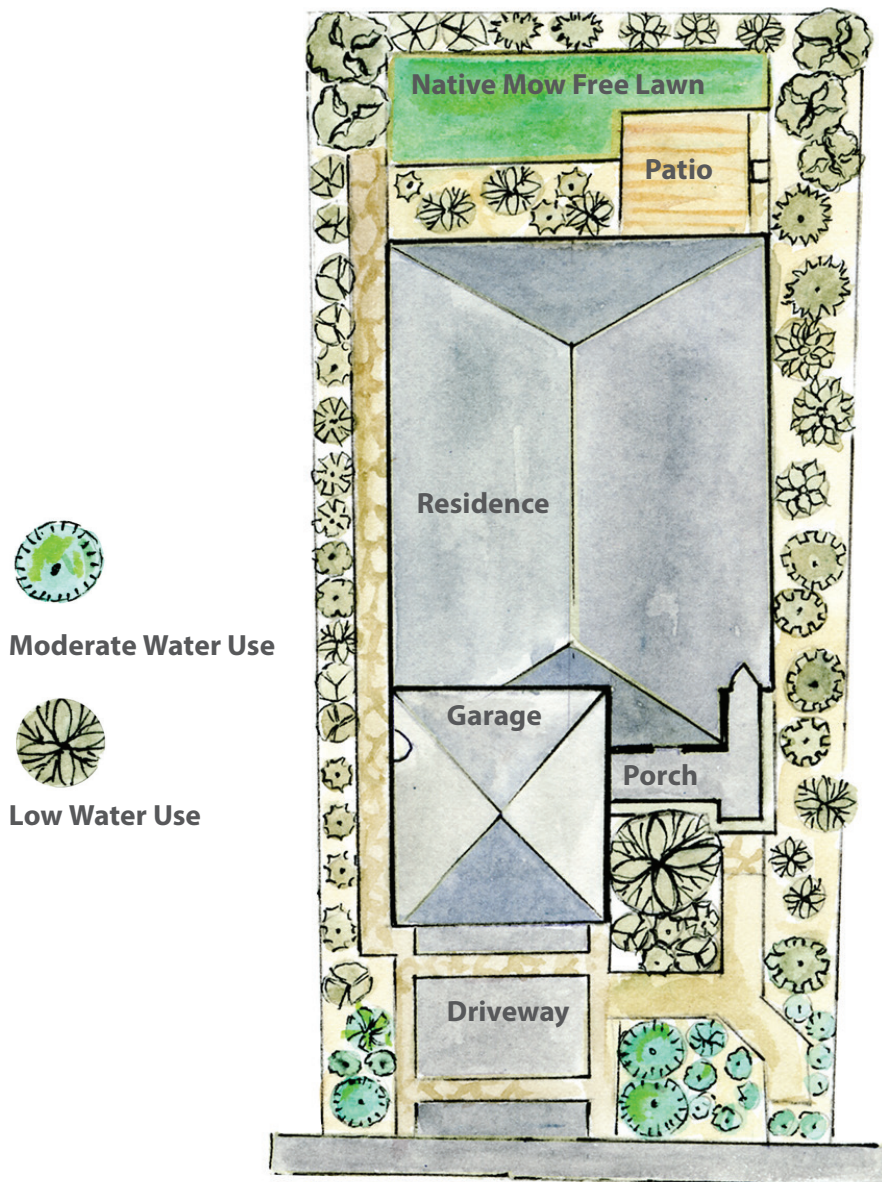 Native Mow Free Lawn
Patio
Residence
Moderate Water Use
Garage
Porch
Low Water Use
Driveway